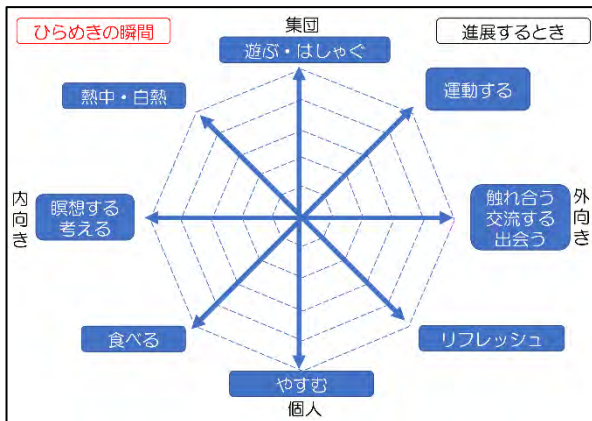 ひらめきの瞬間
集団
進展するとき
遊ぶ・はしゃぐ
熱中・白熱
運動する
内向き
瞑想する
考える
触れ合う
交流する
出会う
外向き
食べる
リフレッシュ
やすむ
個人